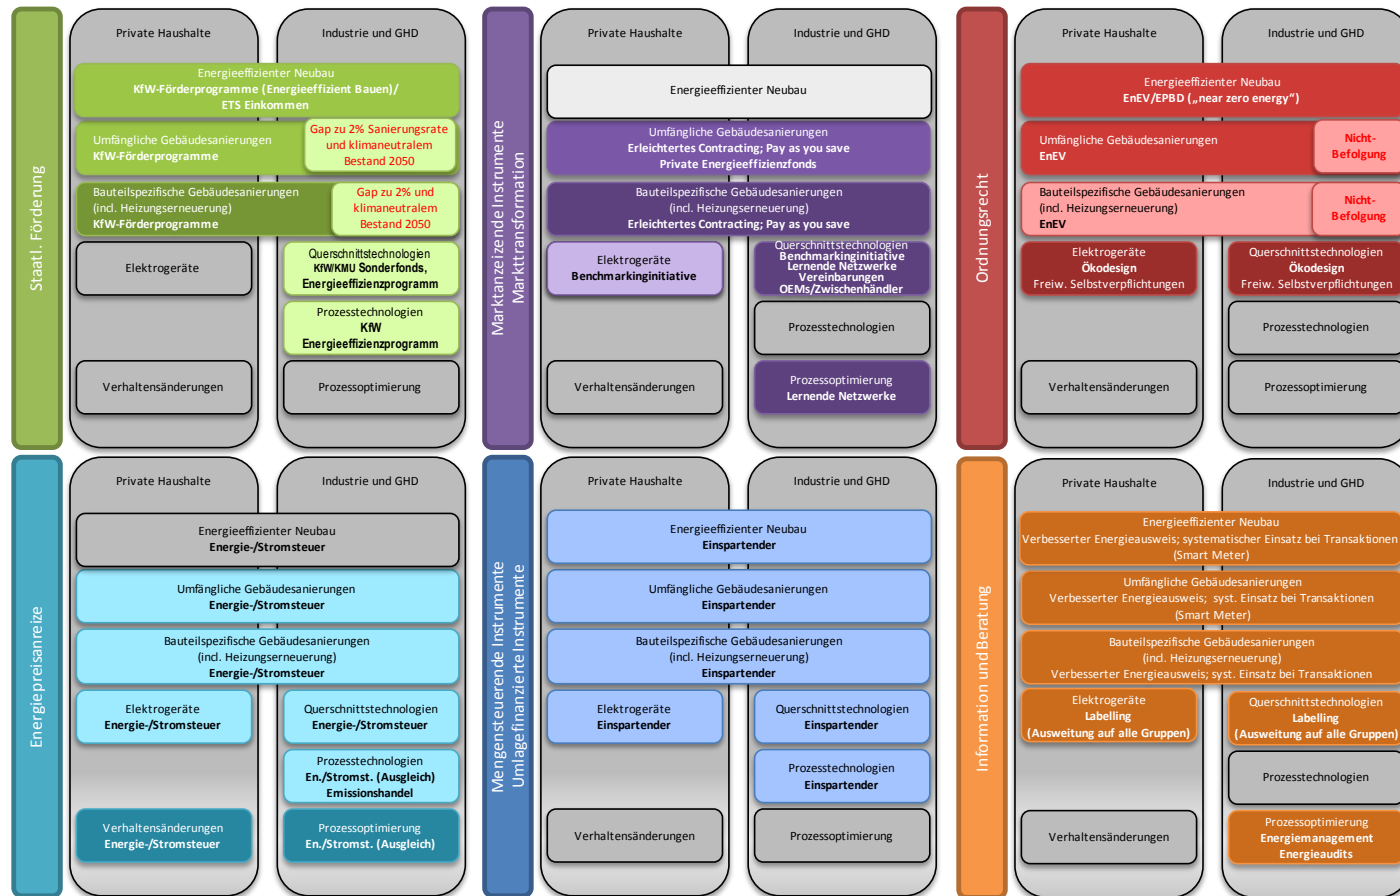 Staatl. Förderung
Private Haushalte
Industrie und GHD
Energieeffizienter Neubau
KfW-Förderprogramme (Energieeffizient Bauen)/
ETS Einkommen
Umfängliche Gebäudesanierungen
KfW-Förderprogramme
Gap zu 2% Sanierungsrate
und klimaneutralem
Bestand 2050
Bauteilspezifische Gebäudesanierungen
(incl. Heizungserneuerung)
KfW-Förderprogramme
Gap zu 2% und
klimaneutralem
Bestand 2050
Elektrogeräte
Querschnittstechnologien
KfW/KMU Sonderfonds,
Energieeffizienzprogramm
Prozesstechnologien
KfW
Energieeffizienzprogramm
Verhaltensänderungen
Prozessoptimierung
Marktanzeizende Instrumente
Markttransformation
Private Haushalte
Industrie und GHD
Energieeffizienter Neubau
Umfängliche Gebäudesanierungen
Erleichtertes Contracting; Pay as you save
Private Energieeffizienzfonds
Bauteilspezifische Gebäudesanierungen
(incl. Heizungserneuerung)
Erleichtertes Contracting; Pay as you save
Elektrogeräte
Benchmarkinginitiative
Querschnittstechnologien
Benchmarkinginitiative
Lernende Netzwerke
Vereinbarungen
OEMs/Zwischenhändler
Prozesstechnologien
Verhaltensänderungen
Prozessoptimierung
Lernende Netzwerke
Ordnungsrecht
Private Haushalte
Industrie und GHD
Energieeffizienter Neubau
EnEV/EPBD („near zero energy“)
Umfängliche Gebäudesanierungen
EnEV
Nicht-
Befolgung
Bauteilspezifische Gebäudesanierungen
(incl. Heizungserneuerung)
EnEV
Nicht-
Befolgung
Elektrogeräte
Ökodesign
Freiw. Selbstverpflichtungen
Querschnittstechnologien
Ökodesign
Freiw. Selbstverpflichtungen
Prozesstechnologien
Verhaltensänderungen
Prozessoptimierung
Energiepreisanreize
Private Haushalte
Industrie und GHD
Energieeffizienter Neubau
Energie-/Stromsteuer
Umfängliche Gebäudesanierungen
Energie-/Stromsteuer
Bauteilspezifische Gebäudesanierungen
(incl. Heizungserneuerung)
Energie-/Stromsteuer
Elektrogeräte
Energie-/Stromsteuer
Querschnittstechnologien
Energie-/Stromsteuer
Prozesstechnologien
En./Stromst. (Ausgleich)
Emissionshandel
Verhaltensänderungen
Energie-/Stromsteuer
Prozessoptimierung
En./Stromst. (Ausgleich)
Mengensteuerende Instrumente
Umlagefinanzierte Instrumente
Private Haushalte
Industrie und GHD
Energieeffizienter Neubau
Einspartender
Umfängliche Gebäudesanierungen
Einspartender
Bauteilspezifische Gebäudesanierungen
(incl. Heizungserneuerung)
Einspartender
Elektrogeräte
Einspartender
Querschnittstechnologien
Einspartender
Prozesstechnologien
Einspartender
Verhaltensänderungen
Prozessoptimierung
Information und Beratung
Private Haushalte
Industrie und GHD
Energieeffizienter Neubau
Verbesserter Energieausweis; systematischer Einsatz bei Transaktionen
(Smart Meter)
Umfängliche Gebäudesanierungen
Verbesserter Energieausweis; syst. Einsatz bei Transaktionen
(Smart Meter)
Bauteilspezifische Gebäudesanierungen
(incl. Heizungserneuerung)
Verbesserter Energieausweis; syst. Einsatz bei Transaktionen
Elektrogeräte
Labelling
(Ausweitung auf alle Gruppen)
Querschnittstechnologien
Labelling
(Ausweitung auf alle Gruppen)
Prozesstechnologien
Verhaltensänderungen
Prozessoptimierung
Energiemanagement
Energieaudits